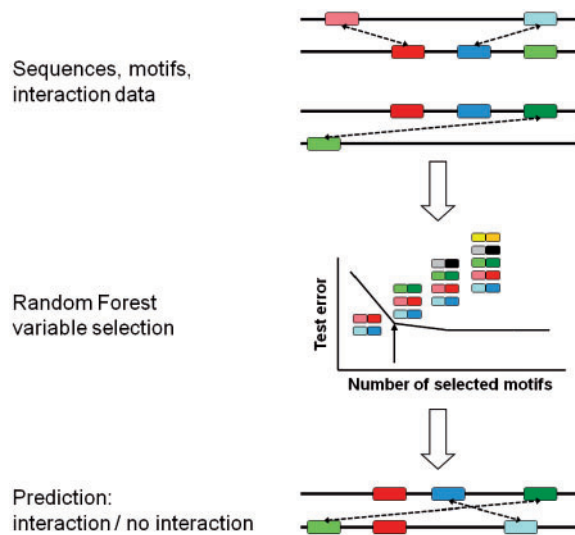 Sequences, motifs,
interaction data
Random Forest
variable selection
Test error
Number of selected motifs
Prediction:
interaction / no interaction